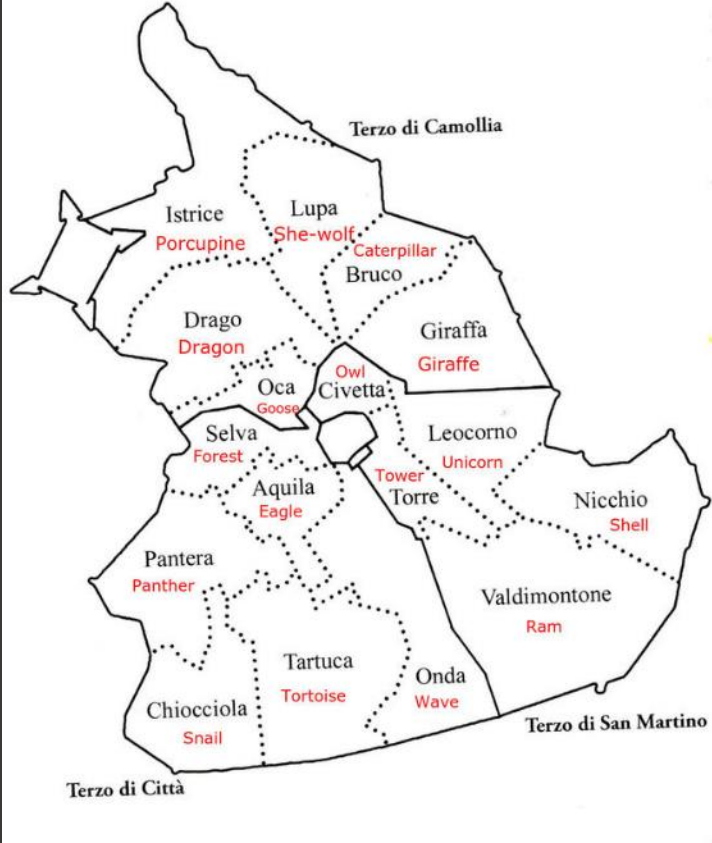 Terzo di Camollia
Istrice
Porcupine
Lupa
She-wolf
Caterpillar
Bruco
Drago
Dragon
Giraffa
Giraffe
Oca
Goose
Owl
Civetta
Selva
Forest
Leocorno
Unicorn
Aquila
Eagle
Tower
Torre
Nicchio
Shell
Pantera
Panther
Valdimontone
Ram
Tartuca
Tortoise
Onda
Wave
Chiocciola
Snail
Terzo di San Martino
Terzo di Città